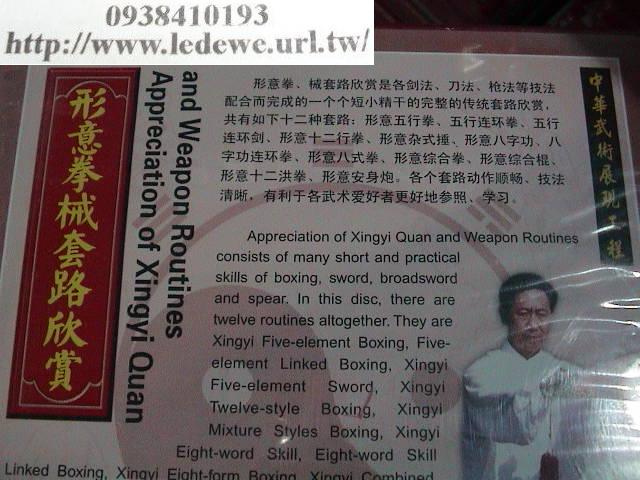 0938410193
http://www.ledewe.url.tw/
形意拳械套路欣賞
Appreciation of Xingyi Quan
and Weapon Routines
形意拳、械套路欣赏是各剑法、刀法、枪法等技法
配合而完成的一个个短小精干的完整的传统套路欣赏，
共有如下十二种套路：形意五行拳、五行连环拳、五行
连环剑、形意十二行拳、形意杂式捶、形意八字功、八
字功连环拳、形意八式拳、形意综合拳、形意综合棍、
形意十二洪拳、形意安身炮。各个套路动作顺畅、技法
清晰，有利于各武术爱好者更好地参照、学习。
Appreciation of Xingyi Quan and Weapon Routines
consists of many short and practical
skills of boxing, sword, broadsword
and spear. In this disc, there are
twelve routines altogether. They are
Xingyi Five-element Boxing, Five-
element Linked Boxing, Xingyi
Five-element Sword, Xingyi
Twelve-style Boxing, Xingyi
Mixture Styles Boxing, Xingyi
Eight-word Skill, Eight-word Skill
Linked Boxing, Xingyi Eight-form Boxing, Xingyi Combined
中華武術展現工程